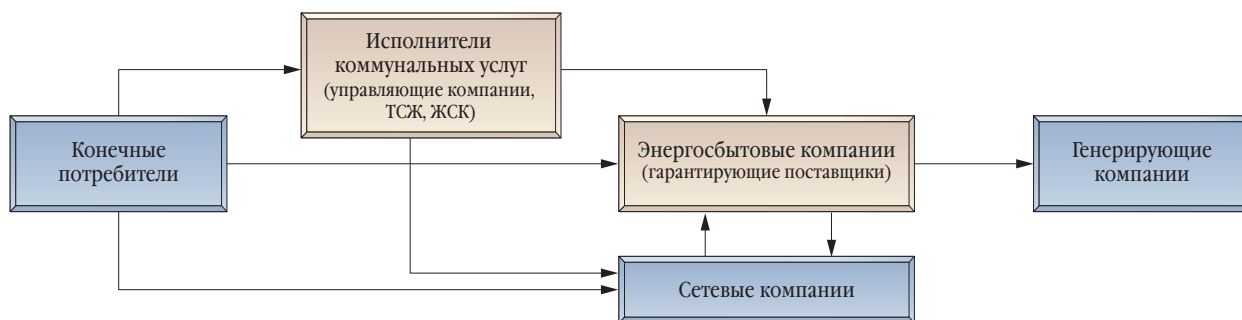 Исполнители
коммунальных услуг
(управляющие компании,
ТСЖ, ЖСК)
Конечные
потребители
Энергосбытовые компании
(гарантирующие поставщики)
Генерирующие
компании
Сетевые компании